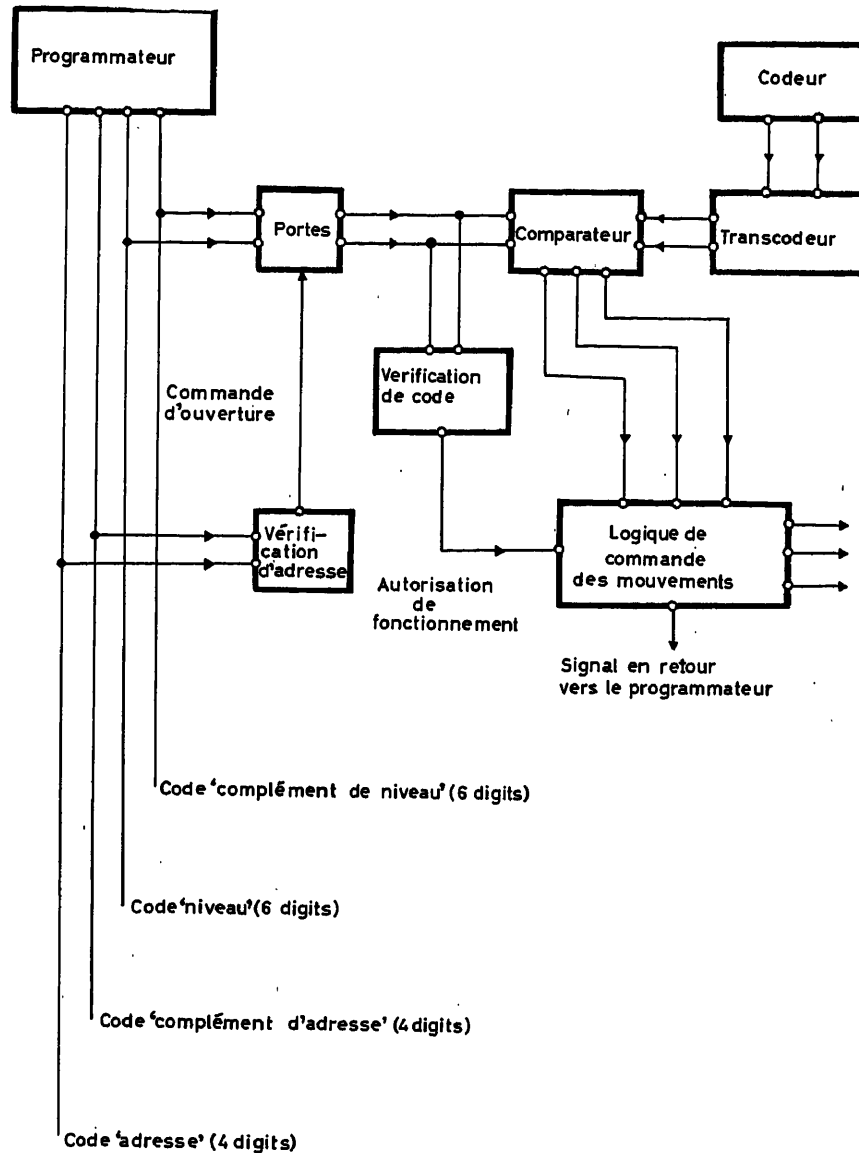 Programmateur
Codeur
Portes
Comparateur
Transcodeur
Verification
de code
Commande
d'ouverture
Vérifi-
cation
d'adresse
Logique de
commande
des mouvements
Autorisation
de
fonctionnement
Signal en retour
vers le programmateur
Code ‘complément de niveau’ (6 digits)
Code ‘niveau’ (6 digits)
Code ‘complément d'adresse’ (4 digits)
Code ‘adresse’ (4 digits)